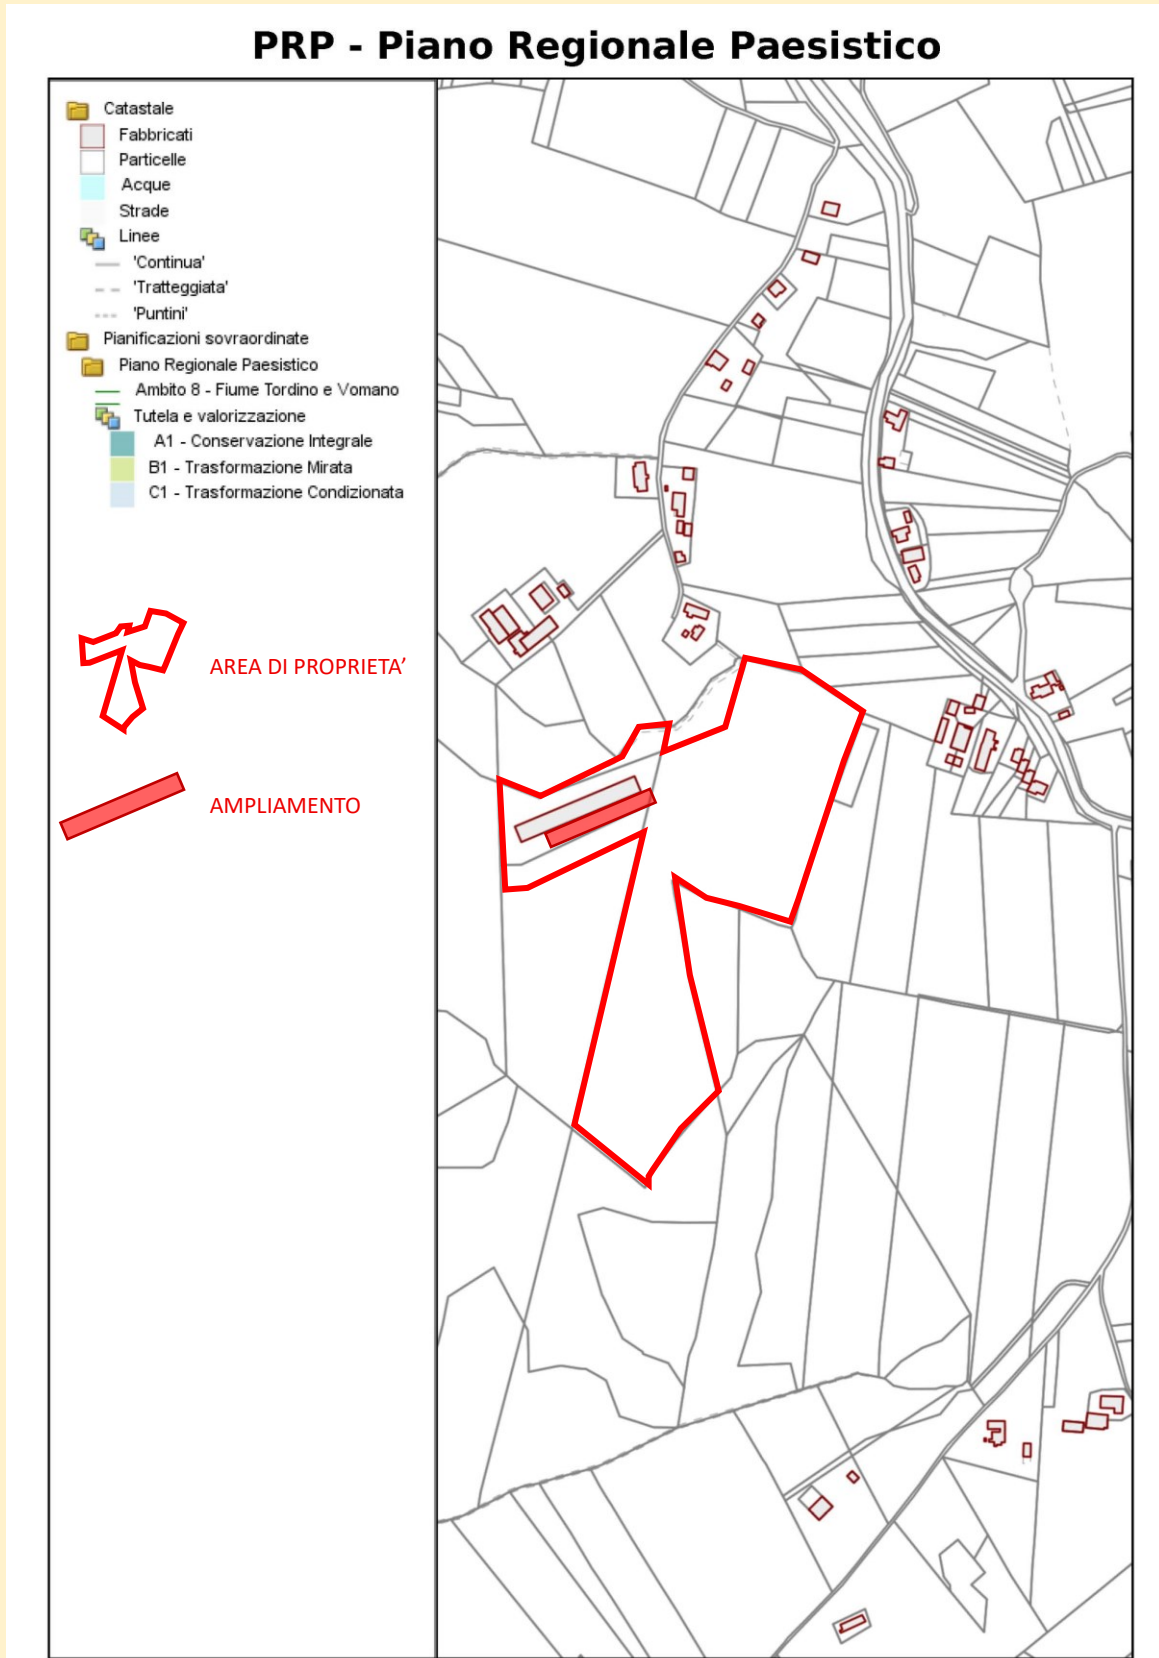 PRP - Piano Regionale Paesistico
Catastale
Fabbricati
Particelle
Acque
Strade
Linee
'Continua'
'Tratteggiata'
'Puntini'
Pianificazioni sovraordinate
Piano Regionale Paesistico
Ambito 8 - Fiume Tordino e Vomano
Tutela e valorizzazione
A1 - Conservazione Integrale
B1 - Trasformazione Mirata
C1 - Trasformazione Condizionata
AREA DI PROPRIETA'
AMPLIAMENTO